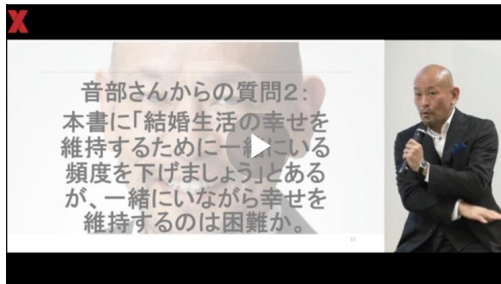 X
音部さんからの質問2:
本書に「結婚生活の幸せを
維持するために一緒にいる
頻度を下げましょう」とある
が、一緒にいながら幸せを
維持するのは困難か。